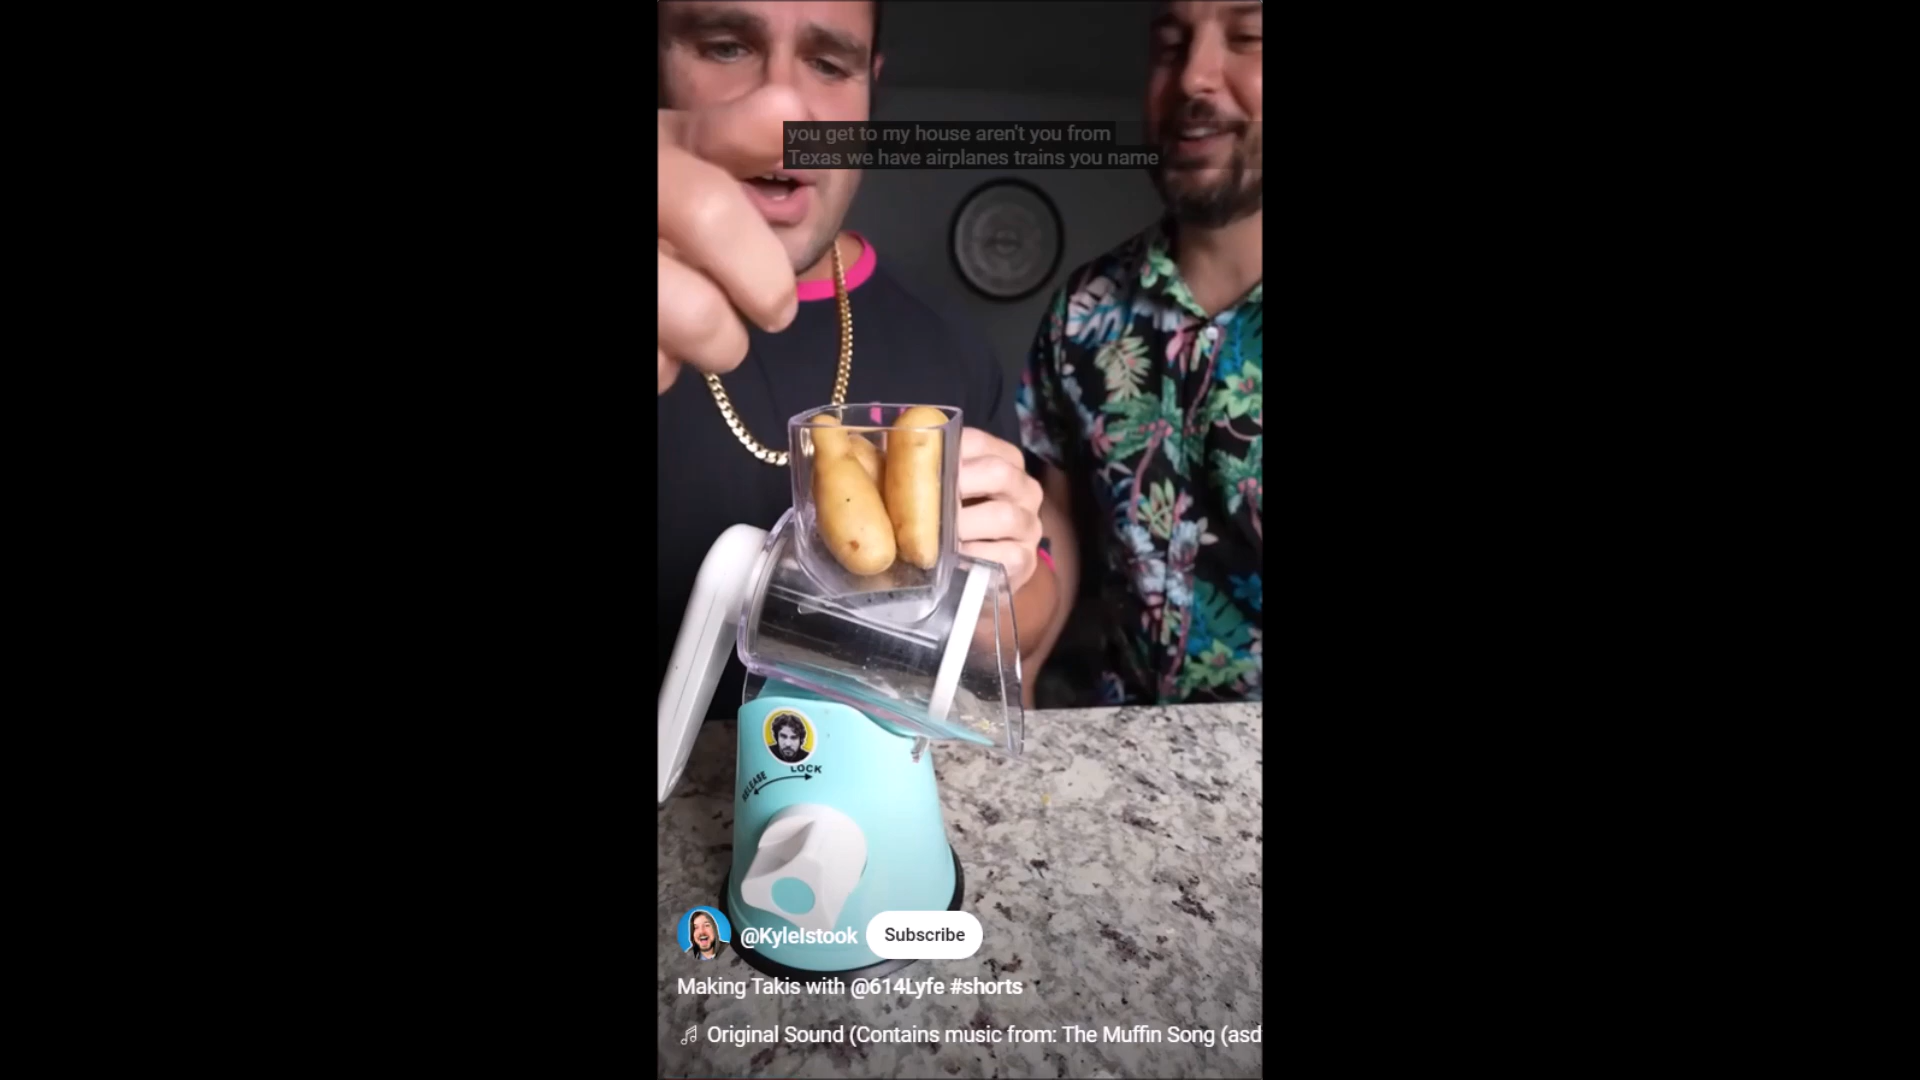 you get to my house aren't you from
Texas we have airplanes trains you name
LOCK
RELEASE
@KyleIstook
Subscribe
Making Takis with @614Lyfe #shorts
Original Sound (Contains music from: The Muffin Song (asd